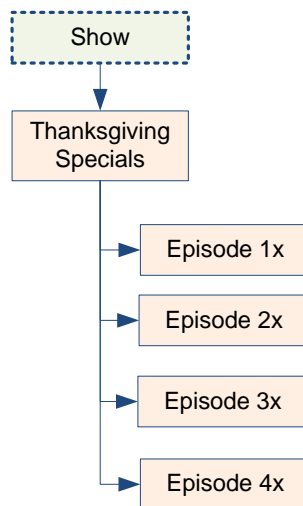 Show
Thanksgiving
Specials
Episode 1x
Episode 2x
Episode 3x
Episode 4x